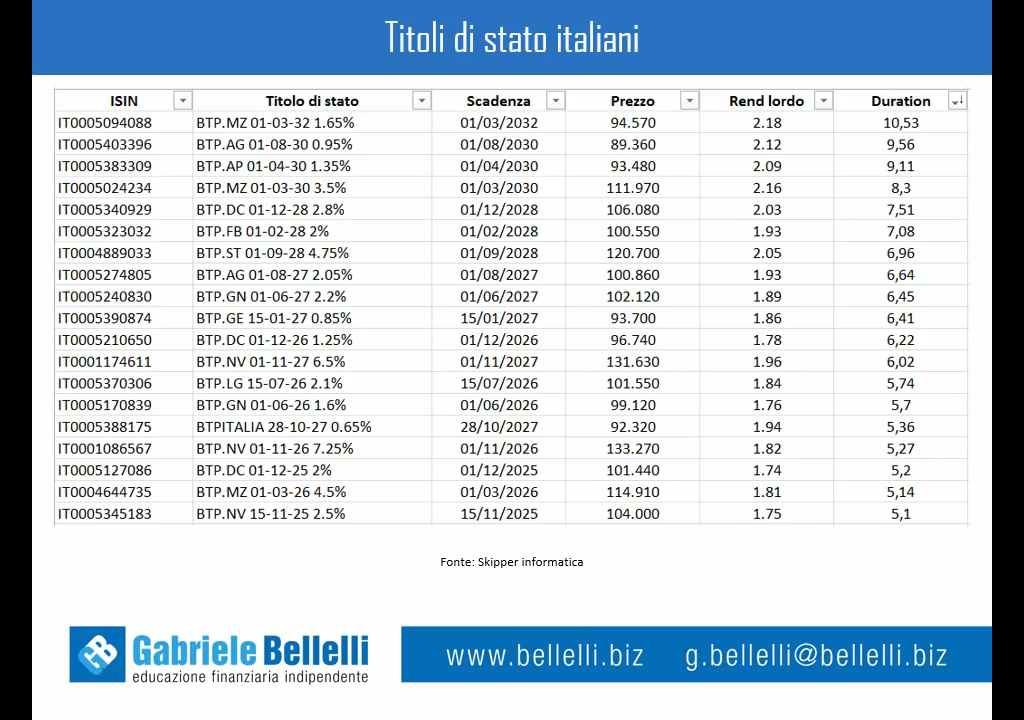 Titoli di stato italiani
ISIN Titolo di stato Scadenza Prezzo Rend lordo Duration
IT0005094088 BTP.MZ 01-03-32 1.65% 01/03/2032 94.570 2.18 10,53
IT0005403396 BTP.AG 01-08-30 0.95% 01/08/2030 89.360 2.12 9,56
IT0005383309 BTP.AP 01-04-30 1.35% 01/04/2030 93.480 2.09 9,11
IT0005024234 BTP.MZ 01-03-30 3.5% 01/03/2030 111.970 2.16 8,3
IT0005340929 BTP.DC 01-12-28 2.8% 01/12/2028 106.080 2.03 7,51
IT0005323032 BTP.FB 01-02-28 2% 01/02/2028 100.550 1.93 7,08
IT0004889033 BTP.ST 01-09-28 4.75% 01/09/2028 120.700 2.05 6,96
IT0005274805 BTP.AG 01-08-27 2.05% 01/08/2027 100.860 1.93 6,64
IT0005240830 BTP.GN 01-06-27 2.2% 01/06/2027 102.120 1.89 6,45
IT0005390874 BTP.GE 15-01-27 0.85% 15/01/2027 93.700 1.86 6,41
IT0005210650 BTP.DC 01-12-26 1.25% 01/12/2026 96.740 1.78 6,22
IT0001174611 BTP.NV 01-11-27 6.5% 01/11/2027 131.630 1.96 6,02
IT0005370306 BTP.LG 15-07-26 2.1% 15/07/2026 101.550 1.84 5,74
IT0005170839 BTP.GN 01-06-26 1.6% 01/06/2026 99.120 1.76 5,7
IT0005388175 BTPITALIA 28-10-27 0.65% 28/10/2027 92.320 1.94 5,36
IT0001086567 BTP.NV 01-11-26 7.25% 01/11/2026 133.270 1.82 5,27
IT0005127086 BTP.DC 01-12-25 2% 01/12/2025 101.440 1.74 5,2
IT0004644735 BTP.MZ 01-03-26 4.5% 01/03/2026 114.910 1.81 5,14
IT0005345183 BTP.NV 15-11-25 2.5% 15/11/2025 104.000 1.75 5,1
Fonte: Skipper informatica
Gabriele Bellelli
educazione finanziaria indipendente
www.bellelli.biz g.bellelli@bellelli.biz